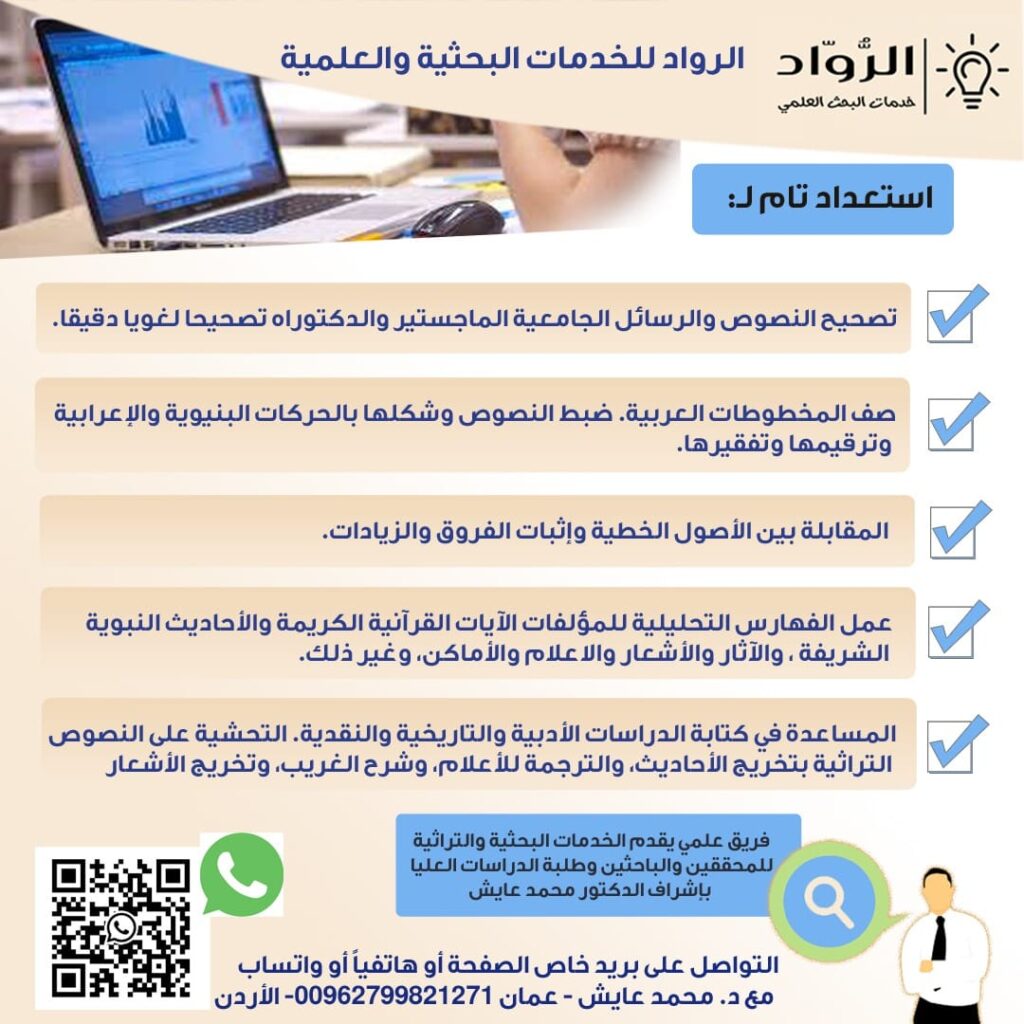 الرُّوّاد
خدمات البحث العلمي
الرواد للخدمات البحثية والعلمية
استعداد تام لـ:
تصحيح النصوص والرسائل الجامعية الماجستير والدكتوراه تصحيحا لغويا دقيقا.
صف المخطوطات العربية. ضبط النصوص وشكلها بالحركات البنيوية والإعرابية
وترقيمها وتفقيرها.
المقابلة بين الأصول الخطية وإثبات الفروق والزيادات.
عمل الفهارس التحليلية للمؤلفات الآيات القرآنية الكريمة والأحاديث النبوية
الشريفة ، والآثار والأشعار والاعلام والأماكن، وغير ذلك.
المساعدة في كتابة الدراسات الأدبية والتاريخية والنقدية. التحشية على النصوص
التراثية بتخريج الأحاديث، والترجمة للأعلام، وشرح الغريب، وتخريج الأشعار
فريق علمي يقدم الخدمات البحثية والتراثية
للمحققين والباحثين وطلبة الدراسات العليا
بإشراف الدكتور محمد عايش
التواصل على بريد خاص الصفحة أو هاتفياً أو واتساب
مع د. محمد عايش - عمان 00962799821271- الأردن